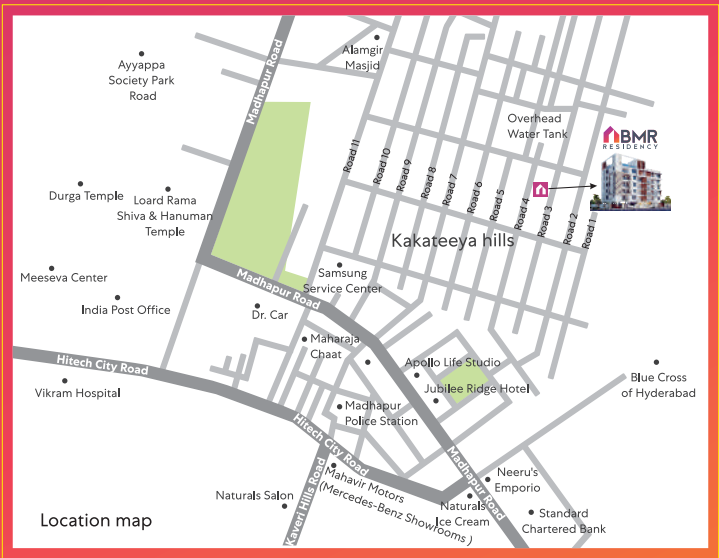 Ayyappa
Society Park
Road
Madhapur Road
Alamgir
Masjid
Overhead
Water Tank
BMR
RESIDENCY
Road 11
Road 10
Road 9
Road 8
Road 7
Road 6
Road 5
Road 4
Road 3
Road 2
Road 1
Durga Temple
Loard Rama
Shiva & Hanuman
Temple
Kakateeya hills
Meeseva Center
India Post Office
Madhapur Road
Samsung
Service Center
Dr. Car
Maharaja
Chaat
Hitech City Road
Vikram Hospital
Apollo Life Studio
Jubilee Ridge Hotel
Blue Cross
of Hyderabad
Madhapur
Police Station
Hitech City Road
Madhapur Road
Kaveri Hills Road
Mahavir Motors
(Mercedes-Benz Showrooms )
Naturals Salon
Neeru's
Emporio
Naturals
Ice Cream
Standard
Chartered Bank
Location map